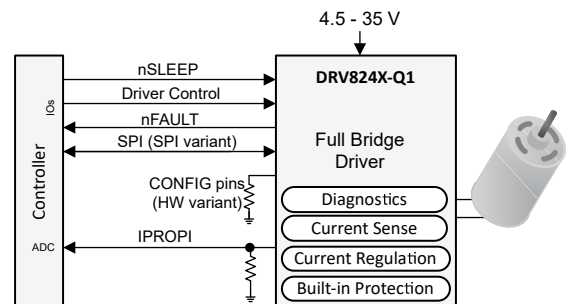 4.5 - 35 V
DRV824X-Q1
nSLEEP
Driver Control
IOs
nFAULT
SPI (SPI variant)
Full Bridge
Driver
Controller
CONFIG pins
(HW variant)
Diagnostics
Current Sense
ADC
IPROPI
Current Regulation
Built-in Protection